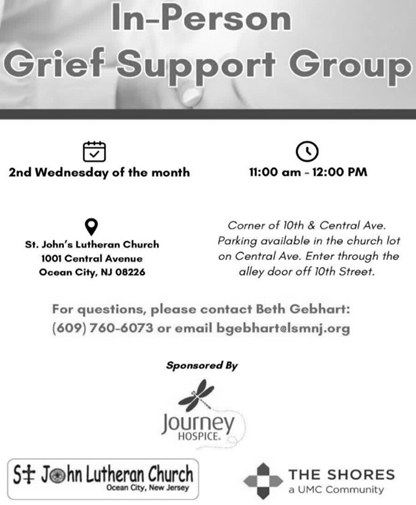 In-Person
Grief Support Group
2nd Wednesday of the month
11:00 am - 12:00 PM
St. John's Lutheran Church
1001 Central Avenue
Ocean City, NJ 08226
Corner of 10th & Central Ave.
Parking available in the church lot
on Central Ave. Enter through the
alley door off 10th Street.
For questions, please contact Beth Gebhart:
(609) 760-6073 or email bgebhart@lsmnj.org
Sponsored By
Journey
HOSPICE
St John Lutheran Church
Ocean City, New Jersey
THE SHORES
a UMC Community